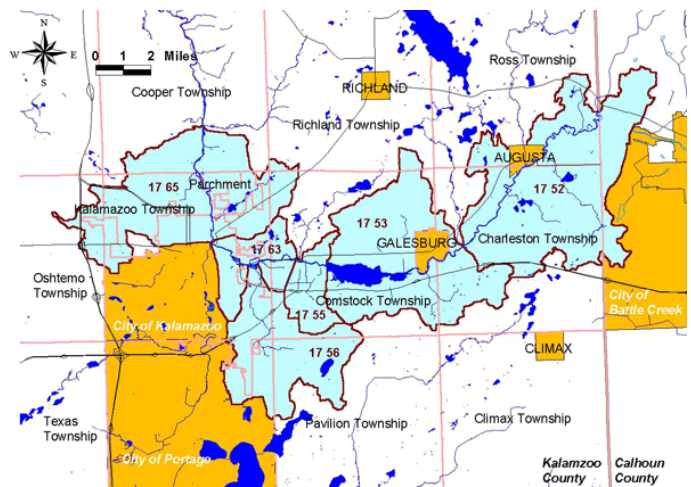 N
W E
S
0 1 2 Miles
Cooper Township
RICHLAND
Ross Township
Richland Township
AUGUSTA
17 65
Parchment
17 52
Kalamazoo Township
17 53
17 63
GALESBURG
Charleston Township
Oshtemo
Township
Comstock Township
City of
Battle Creek
City of Kalamazoo
17 55
17 56
CLIMAX
Texas
Township
Pavilion Township
Climax Township
City of Portage
Kalamzoo
County
Calhoun
County